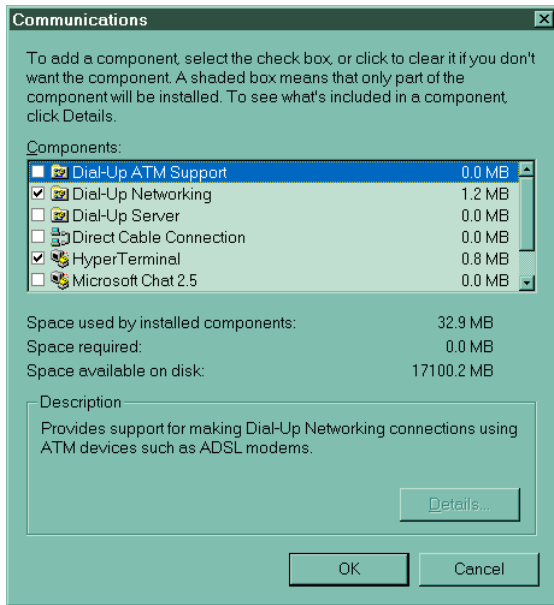 Communications
To add a component, select the check box, or click to clear it if you don't
want the component. A shaded box means that only part of the
component will be installed. To see what's included in a component,
click Details.
Components:
Dial-Up ATM Support 0.0 MB
Dial-Up Networking 1.2 MB
Dial-Up Server 0.0 MB
Direct Cable Connection 0.0 MB
HyperTerminal 0.8 MB
Microsoft Chat 2.5 0.0 MB
Space used by installed components: 32.9 MB
Space required: 0.0 MB
Space available on disk: 17100.2 MB
Description
Provides support for making Dial-Up Networking connections using
ATM devices such as ADSL modems.
Details...
OK Cancel